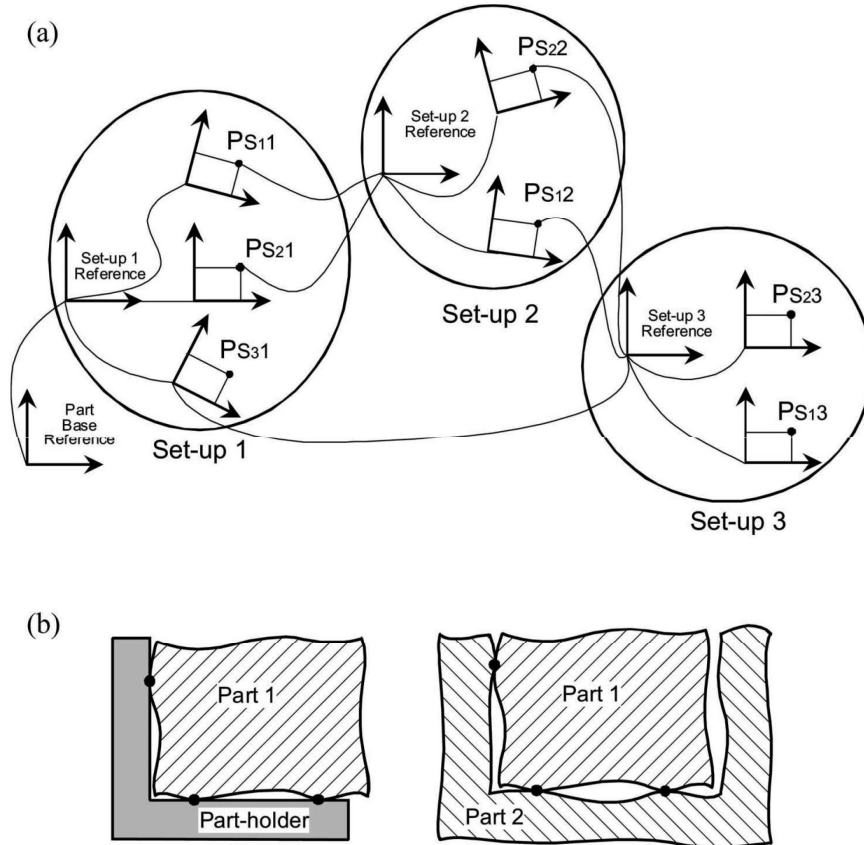 (a)
PS22
Set-up 2
Reference
PS11
PS12
Set-up 1
Reference
PS21
Set-up 2
Set-up 3
Reference
PS23
PS31
Part
Base
Reference
PS13
Set-up 1
Set-up 3
(b)
Part 1
Part 1
Part-holder
Part 2